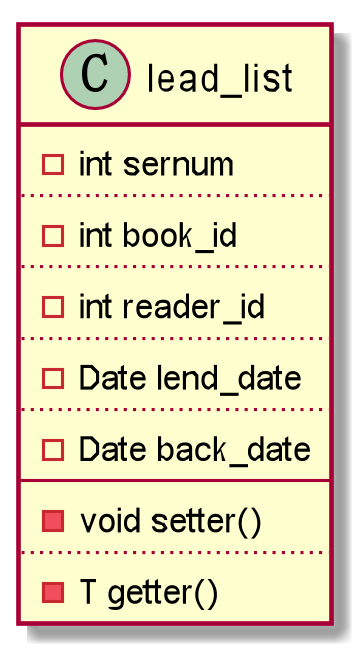 C lead_list
int sernum
int book_id
int reader_id
Date lend_date
Date back_date
void setter()
T getter()